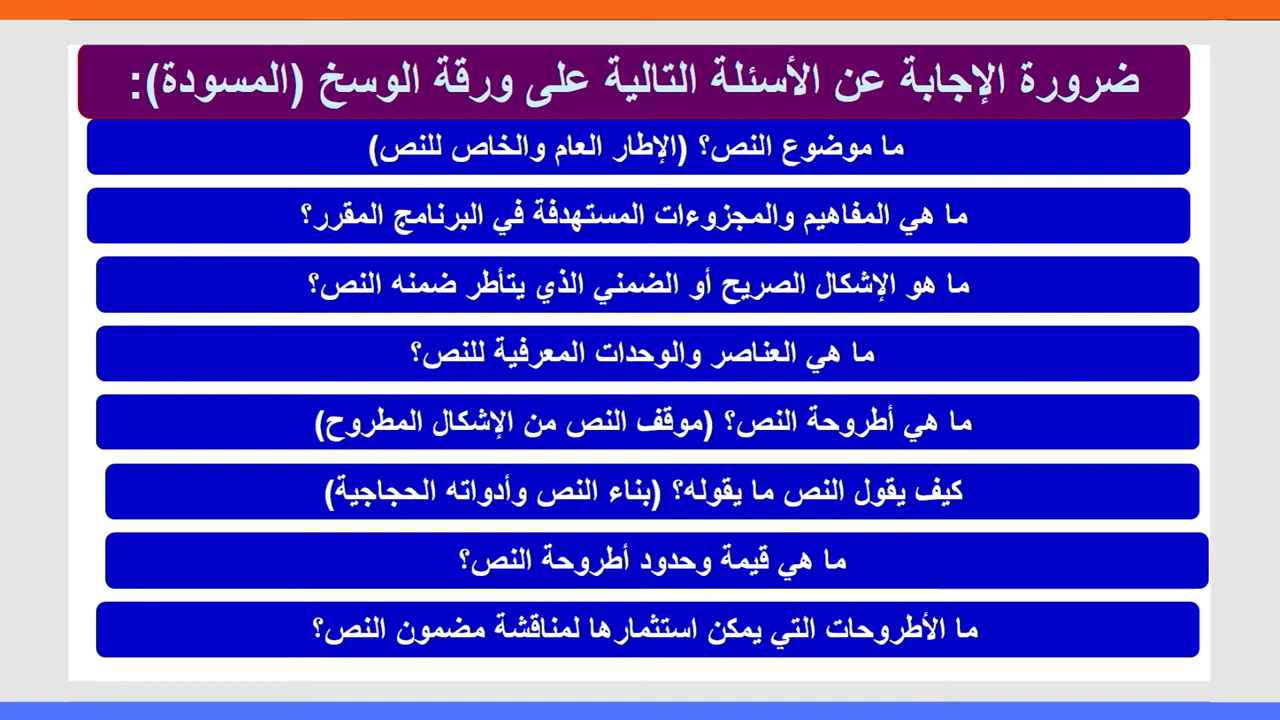 ضرورة الإجابة عن الأسئلة التالية على ورقة الوسخ (المسودة):
ما موضوع النص؟ (الإطار العام والخاص للنص)
ما هي المفاهيم والمجزوءات المستهدفة في البرنامج المقرر؟
ما هو الإشكال الصريح أو الضمني الذي يتأطر ضمنه النص؟
ما هي العناصر والوحدات المعرفية للنص؟
ما هي أطروحة النص؟ (موقف النص من الإشكال المطروح)
كيف يقول النص ما يقوله؟ (بناء النص وأدواته الحجاجية)
ما هي قيمة وحدود أطروحة النص؟
ما الأطروحات التي يمكن استثمارها لمناقشة مضمون النص؟